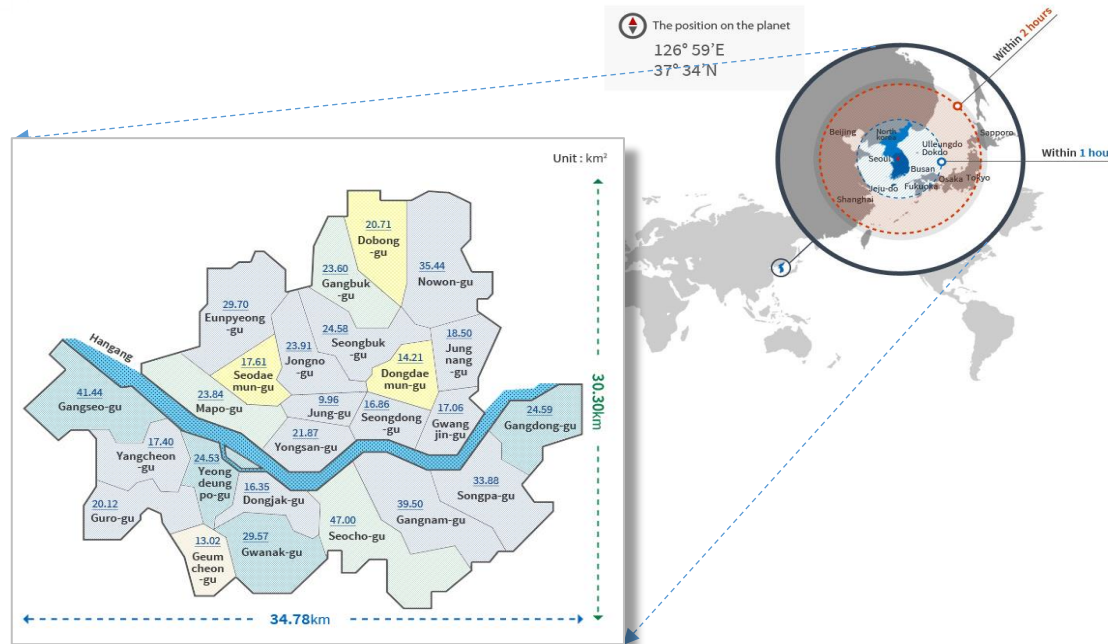 The position on the planet
126° 59’E
37° 34’N
Within 2 hours
Within 1 hou
Beijing
North
korea
Seoul
Ulleungdo
Dokdo
Busan
Jeju-do
Fukuoka
Osaka
Tokyo
Sapporo
Shanghai
Unit : km²
20.71
Dobong
-gu
23.60
Gangbuk
-gu
35.44
Nowon-gu
29.70
Eunpyeong
-gu
24.58
Seongbuk
-gu
23.91
Jongno
-gu
18.50
Jung
nang
-gu
17.61
Seodae
mun-gu
14.21
Dongdae
mun-gu
Hangang
41.44
Gangseo-gu
23.84
Mapo-gu
9.96
Jung-gu
16.86
Seongdong
-gu
17.06
Gwang
jin-gu
24.59
Gangdong-gu
21.87
Yongsan-gu
17.40
Yangcheon
-gu
24.53
Yeong
deung
po-gu
16.35
Dongjak-gu
33.88
Songpa-gu
20.12
Guro-gu
39.50
Gangnam-gu
47.00
Seocho-gu
13.02
Geum
cheon
-gu
29.57
Gwanak-gu
30.30km
34.78km